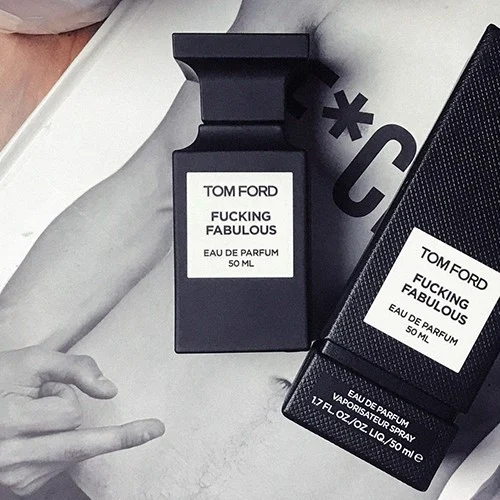 TOM FORD
FUCKING
FABULOUS
EAU DE PARFUM
50 ML
*C
TOM FORD
FUCKING
FABULOUS
EAU DE PARFUM
50 ML
EAU DE PARFUM
VAPORISATEUR SPRAY
1.7 FL. OZ./OZ. LIQ./50 ml e